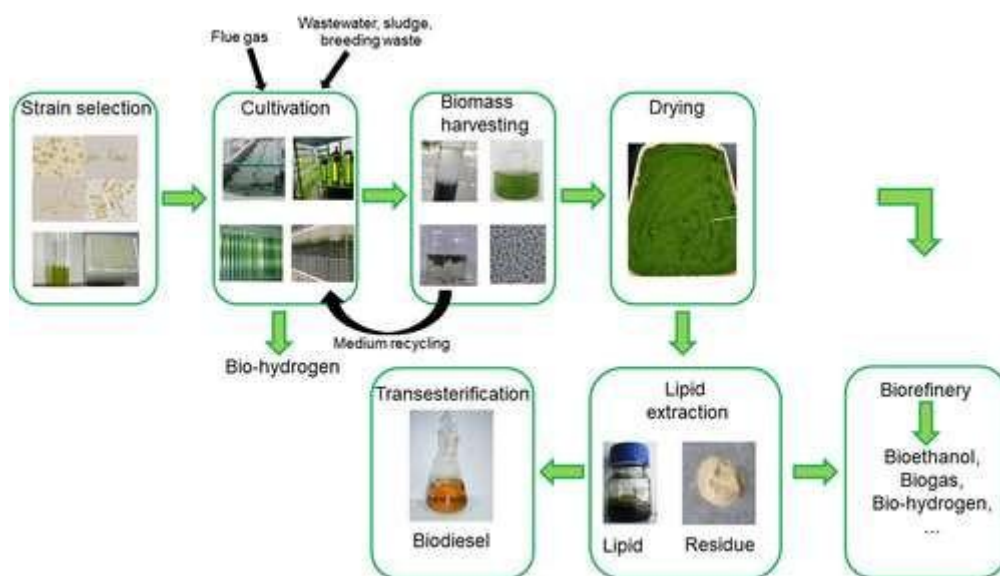 Flue gas
Wastewater, sludge,
breeding waste
Strain selection
Cultivation
Biomass
harvesting
Drying
Medium recycling
Bio-hydrogen
Transesterification
Biodiesel
Lipid
extraction
Lipid
Residue
Biorefinery
Bioethanol,
Biogas,
Bio-hydrogen,
...